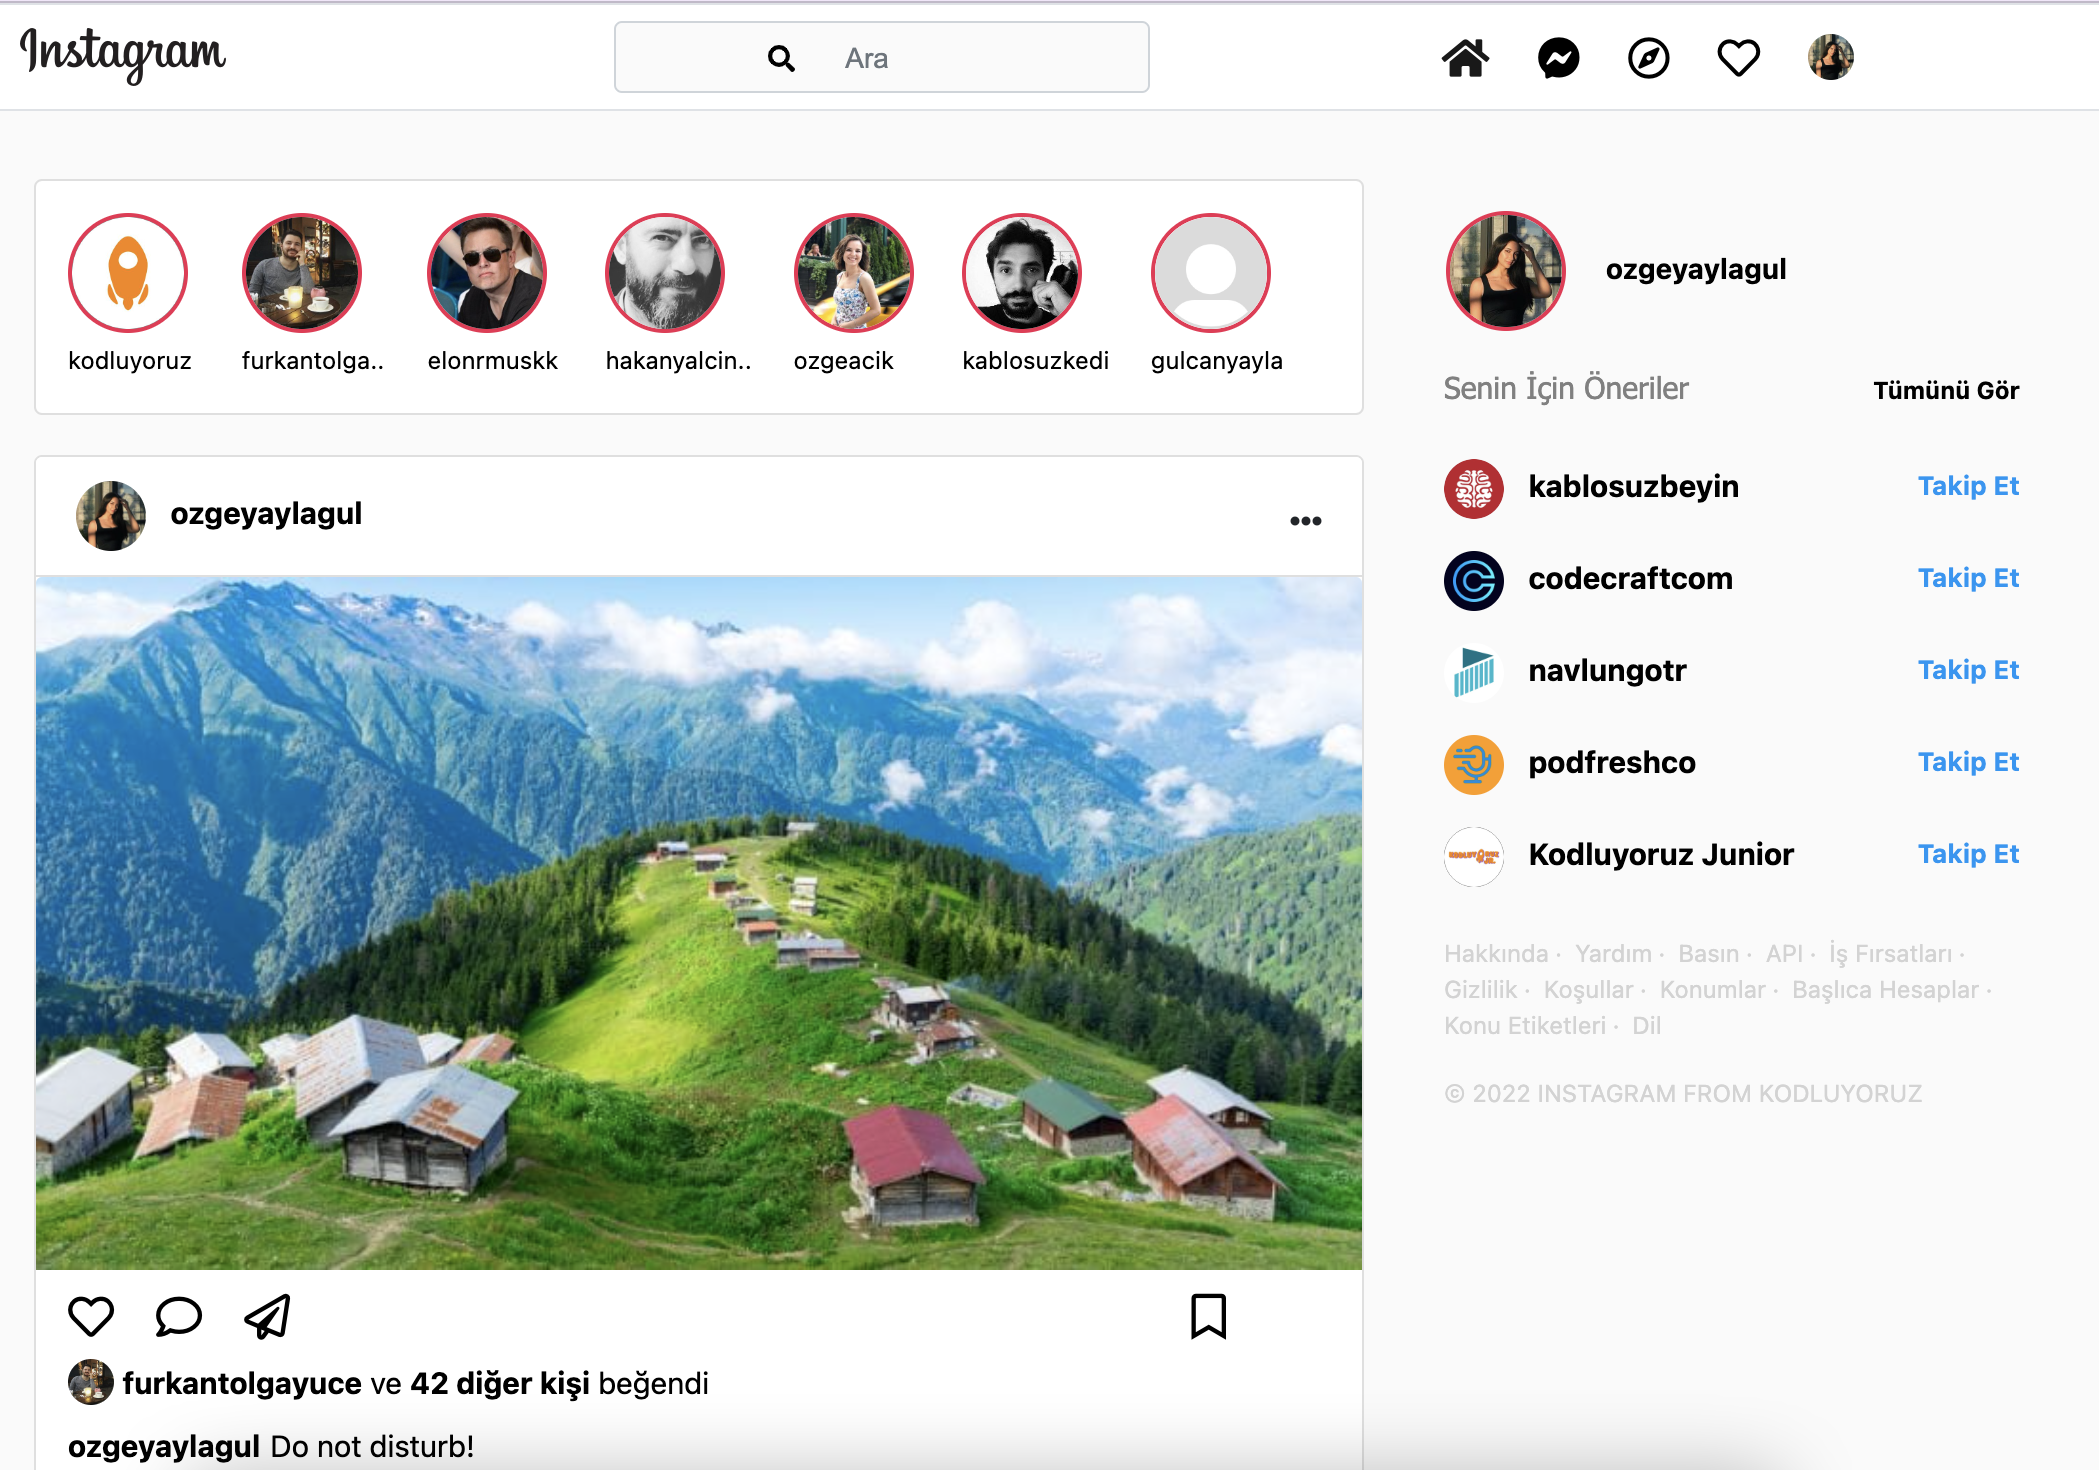 Instagram
Ara
kodluyoruz
furkantolga..
elonrmuskk
hakanyalcin..
ozgeacik
kablosuzkedi
gulcanyayla
ozgeyaylagul
Senin İçin Öneriler
Tümünü Gör
kablosuzbeyin
Takip Et
codecraftcom
Takip Et
navlungotr
Takip Et
podfreshco
Takip Et
Kodluyoruz Junior
Takip Et
Hakkında · Yardım · Basın · API · İş Fırsatları ·
Gizlilik · Koşullar · Konumlar · Başlıca Hesaplar ·
Konu Etiketleri · Dil
© 2022 INSTAGRAM FROM KODLUYORUZ
ozgeyaylagul
furkantolgayuce ve 42 diğer kişi beğendi
ozgeyaylagul Do not disturb!